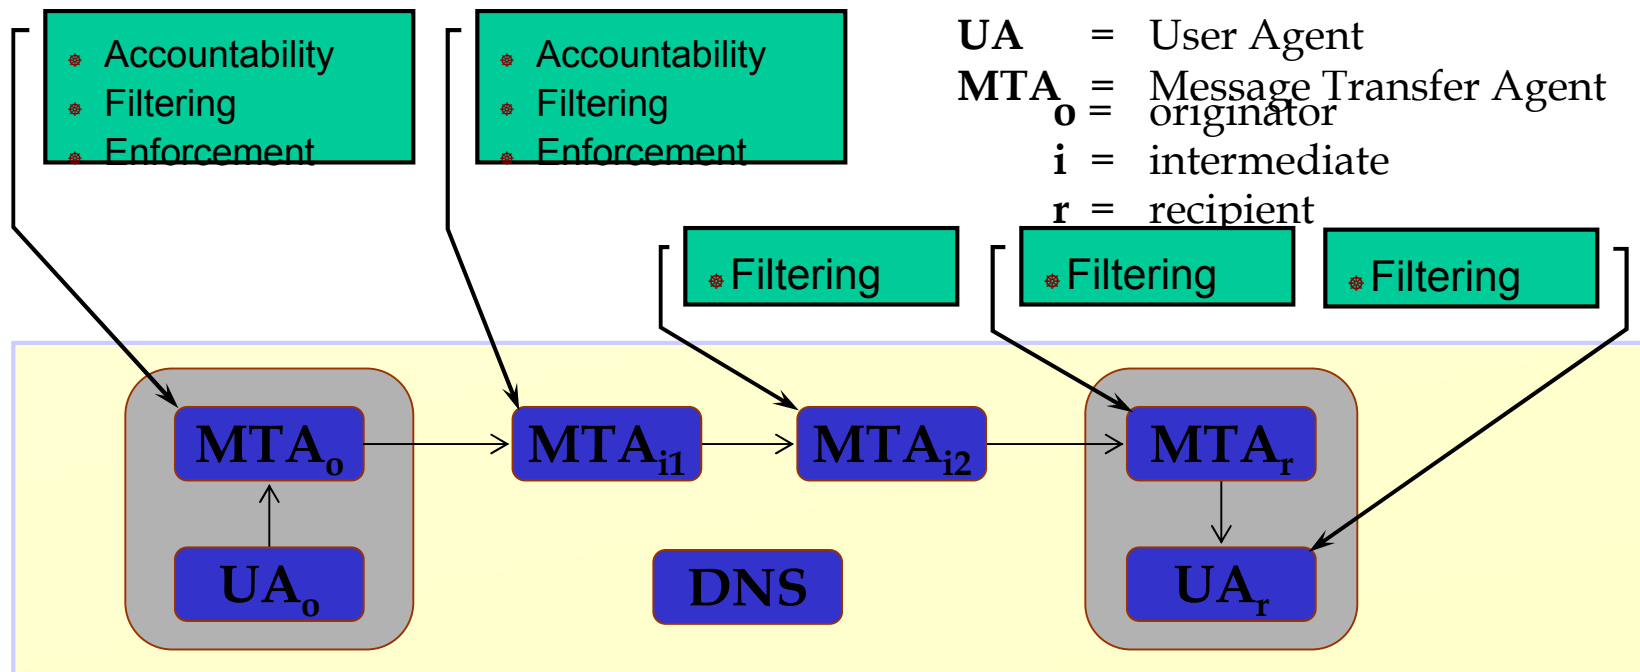 Accountability
Filtering
Enforcement
Accountability
Filtering
Enforcement
UA = User Agent
MTA = Message Transfer Agent
o = originator
i = intermediate
r = recipient
Filtering
Filtering
Filtering
MTAo
MTAi1
MTAi2
MTAr
UAo
DNS
UAr